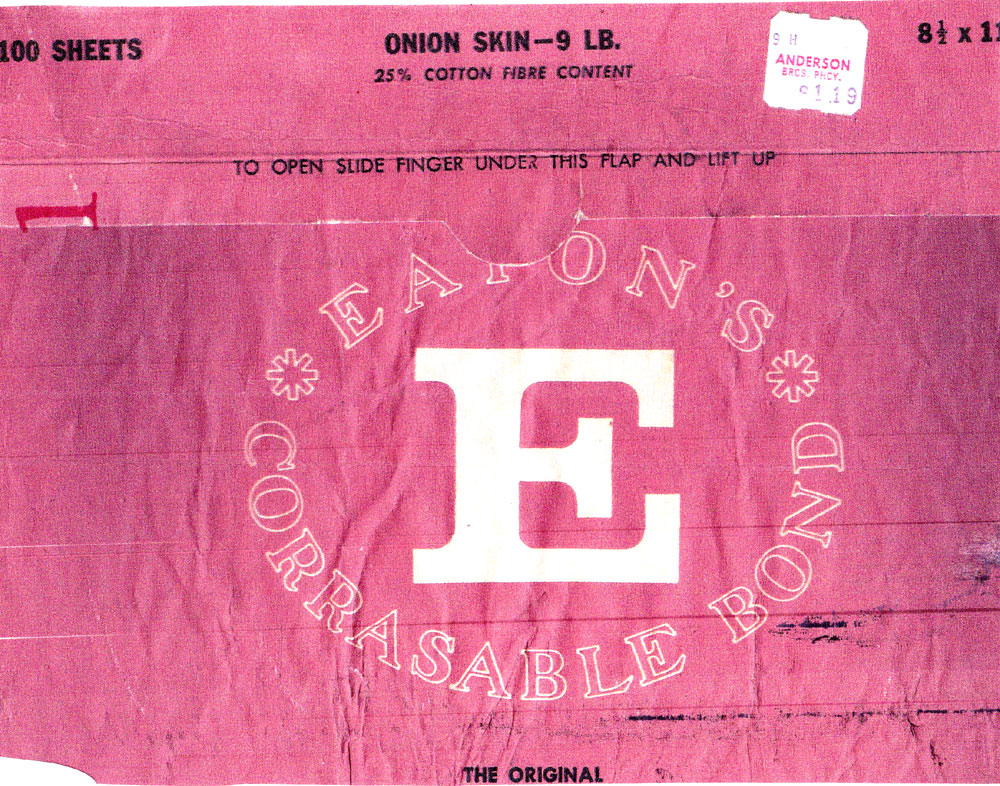 100 SHEETS
ONION SKIN—9 LB.
25% COTTON FIBRE CONTENT
8½ x 11
9 H
ANDERSON
BROS. PHCY.
$1.19
TO OPEN SLIDE FINGER UNDER THIS FLAP AND LIFT UP
1
EATON'S
E
* CORRASABLE BOND *
THE ORIGINAL